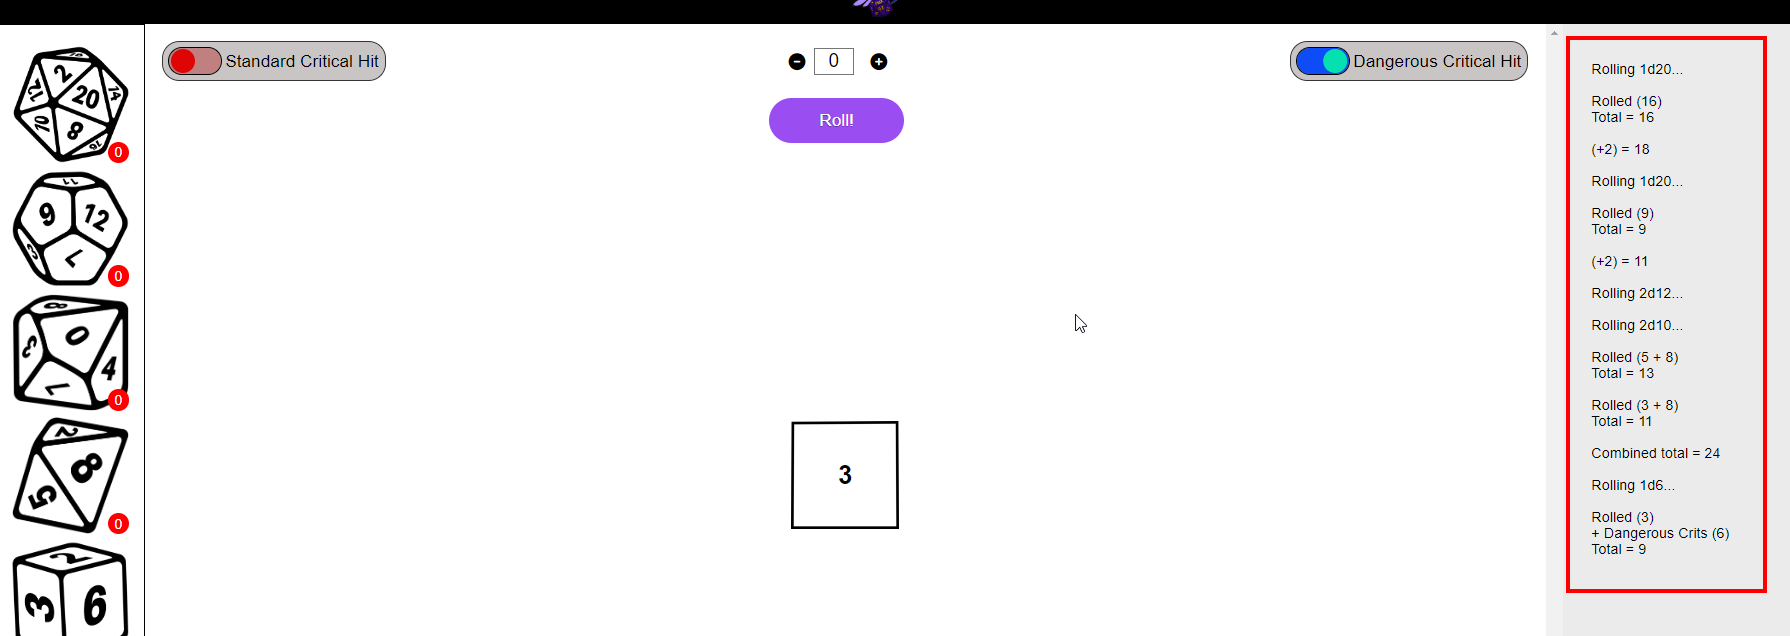 2
20
12
14
10
8
16
0
11
9
12
3
7
0
8
0
3
4
7
0
2
8
5
0
2
3
6
Standard Critical Hit
0
Roll!
Dangerous Critical Hit
3
Rolling 1d20...
Rolled (16)
Total = 16
(+2) = 18
Rolling 1d20...
Rolled (9)
Total = 9
(+2) = 11
Rolling 2d12...
Rolling 2d10...
Rolled (5 + 8)
Total = 13
Rolled (3 + 8)
Total = 11
Combined total = 24
Rolling 1d6...
Rolled (3)
+ Dangerous Crits (6)
Total = 9